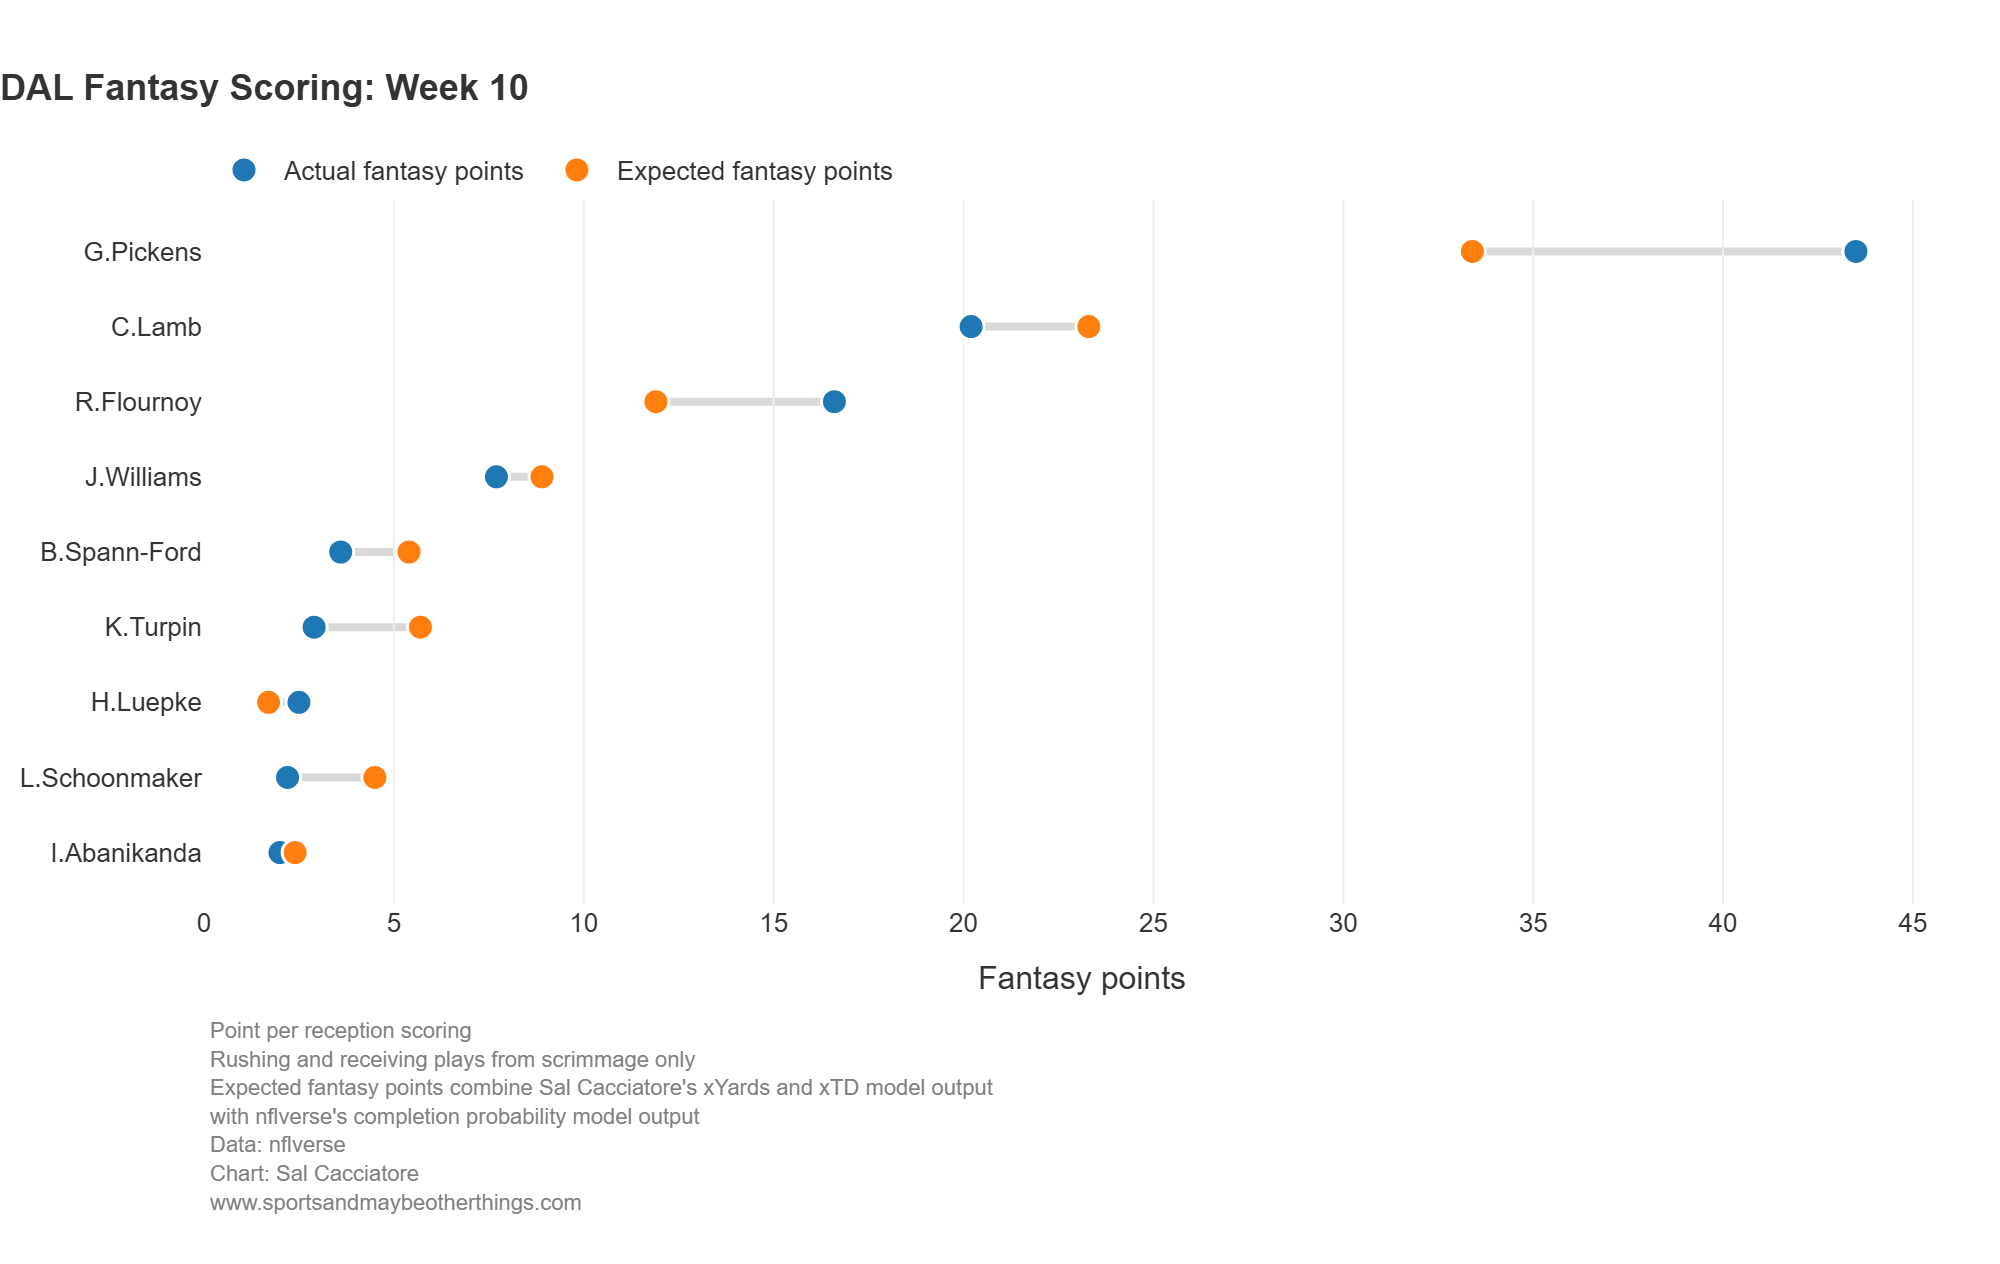 DAL Fantasy Scoring: Week 10
Actual fantasy points
Expected fantasy points
G.Pickens
C.Lamb
R.Flournoy
J.Williams
B.Spann-Ford
K.Turpin
H.Luepke
L.Schoonmaker
I.Abanikanda
0 5 10 15 20 25 30 35 40 45
Fantasy points
Point per reception scoring
Rushing and receiving plays from scrimmage only
Expected fantasy points combine Sal Cacciatore's xYards and xTD model output
with nflverse's completion probability model output
Data: nflverse
Chart: Sal Cacciatore
www.sportsandmaybeotherthings.com